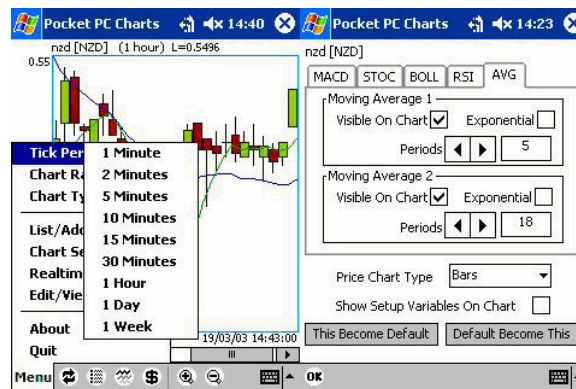 Pocket PC Charts 14:40
nzd [NZD] (1 hour) L=0.5496
0.55
Tick Per
Chart Ra
Chart Ty
List/Add
Chart Se
Realtim
Edit/Vie
About
Quit
1 Minute
2 Minutes
5 Minutes
10 Minutes
15 Minutes
30 Minutes
1 Hour
1 Day
1 Week
19/03/03 14:43:00
Menu
Pocket PC Charts 14:23
nzd [NZD]
MACD STOC BOLL RSI AVG
Moving Average 1
Visible On Chart Exponential
Periods 5
Moving Average 2
Visible On Chart Exponential
Periods 18
Price Chart Type Bars
Show Setup Variables On Chart
This Become Default Default Become This
OK